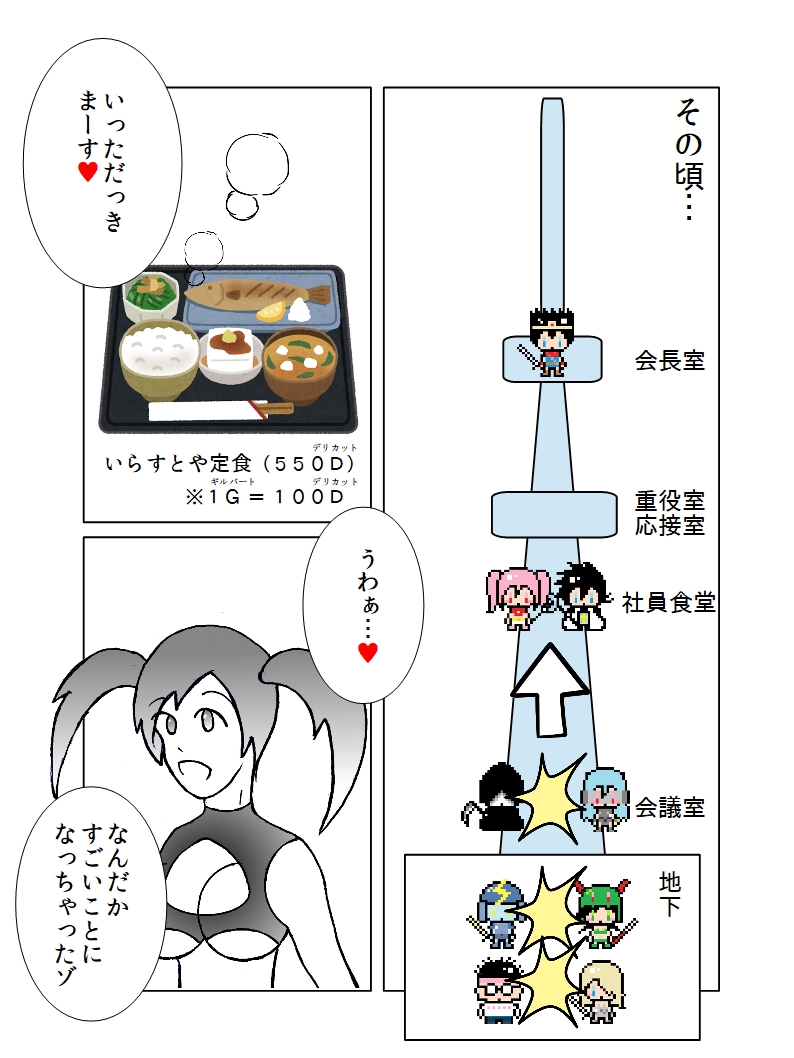 その頃…
会長室
重役室
応接室
社員食堂
会議室
地下
いっただっき
まーす♥
デリカット
いらすとや定食（５５０Ｄ）
ギルバート
デリカット
※１Ｇ＝１００Ｄ
うわぁ…♥
なんだか
すごいことに
なっちゃったゾ